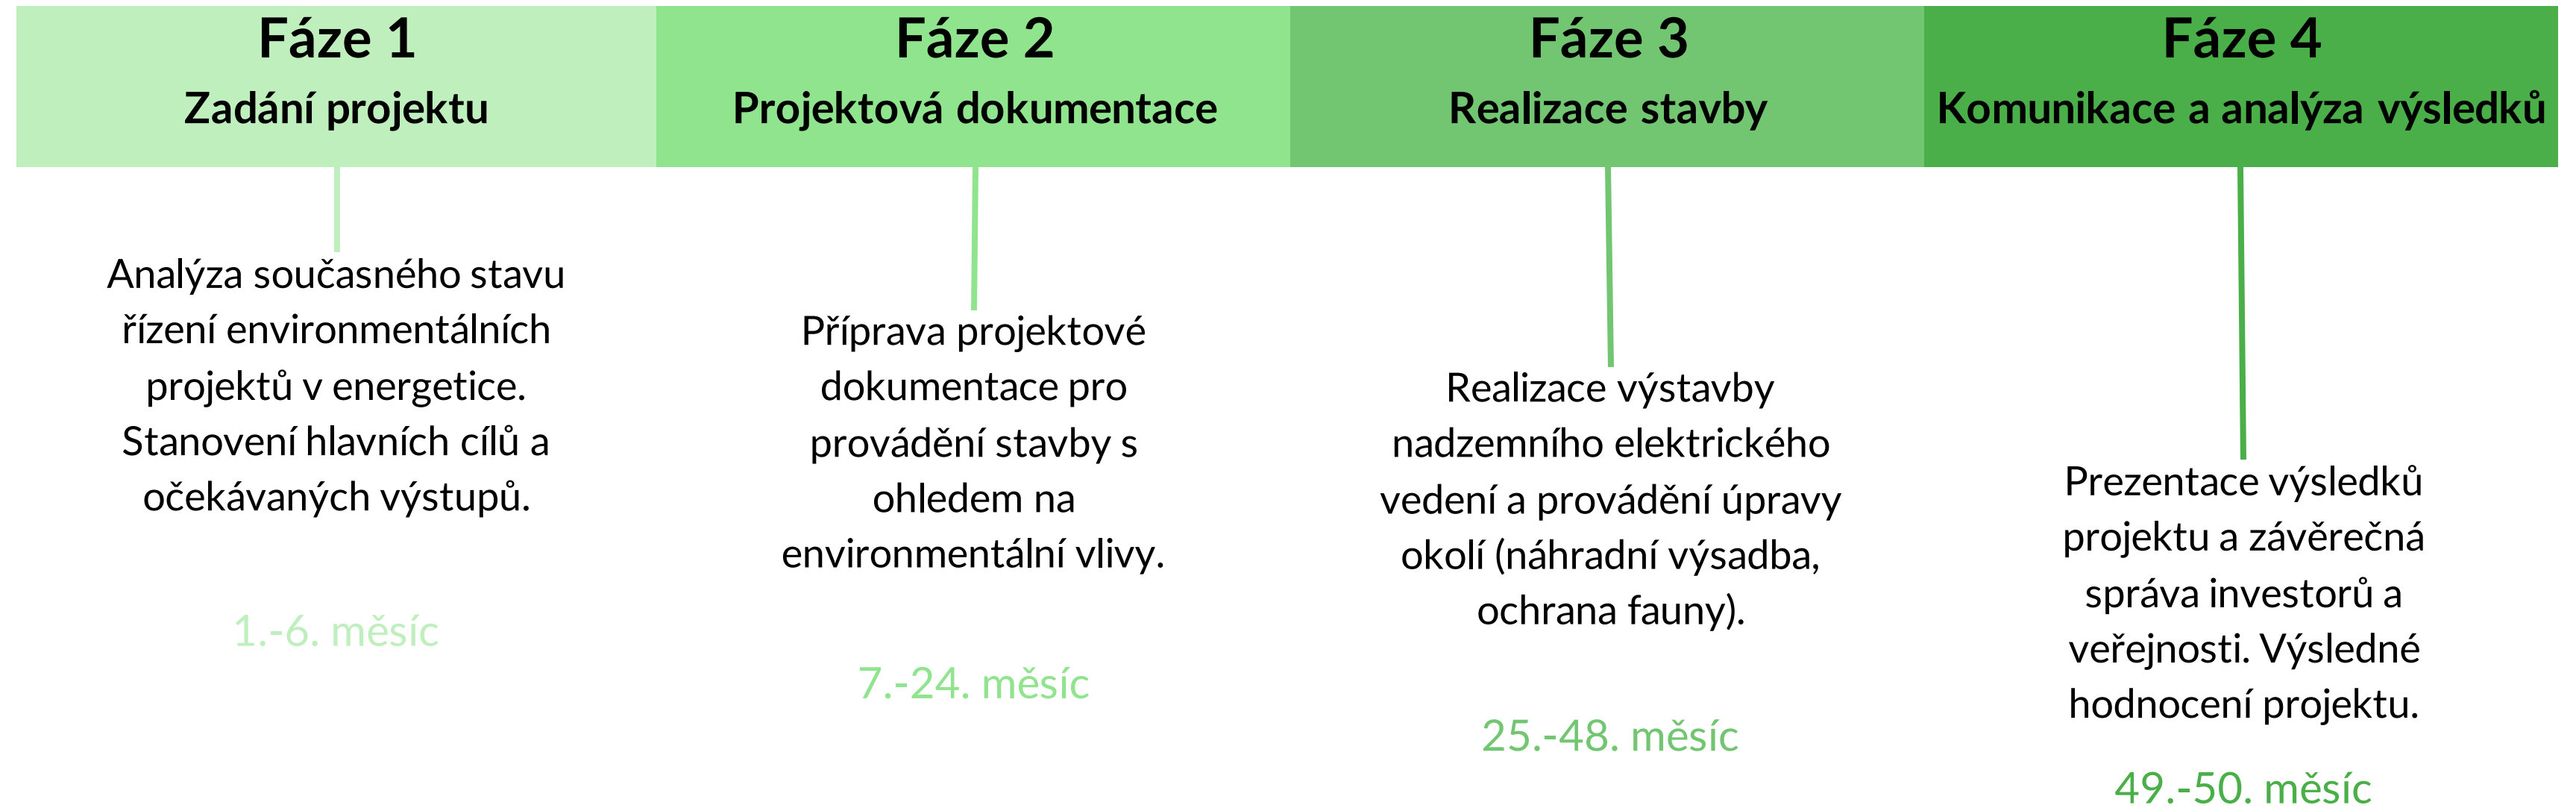 Fáze 1
Zadání projektu
Analýza současného stavu
řízení environmentálních
projektů v energetice.
Stanovení hlavních cílů a
očekávaných výstupů.
1.-6. měsíc
Fáze 2
Projektová dokumentace
Příprava projektové
dokumentace pro
provádění stavby s
ohledem na
environmentální vlivy.
7.-24. měsíc
Fáze 3
Realizace stavby
Realizace výstavby
nadzemního elektrického
vedení a provádění úpravy
okolí (náhradní výsadba,
ochrana fauny).
25.-48. měsíc
Fáze 4
Komunikace a analýza výsledků
Prezentace výsledků
projektu a závěrečná
správa investorů a
veřejnosti. Výsledné
hodnocení projektu.
49.-50. měsíc